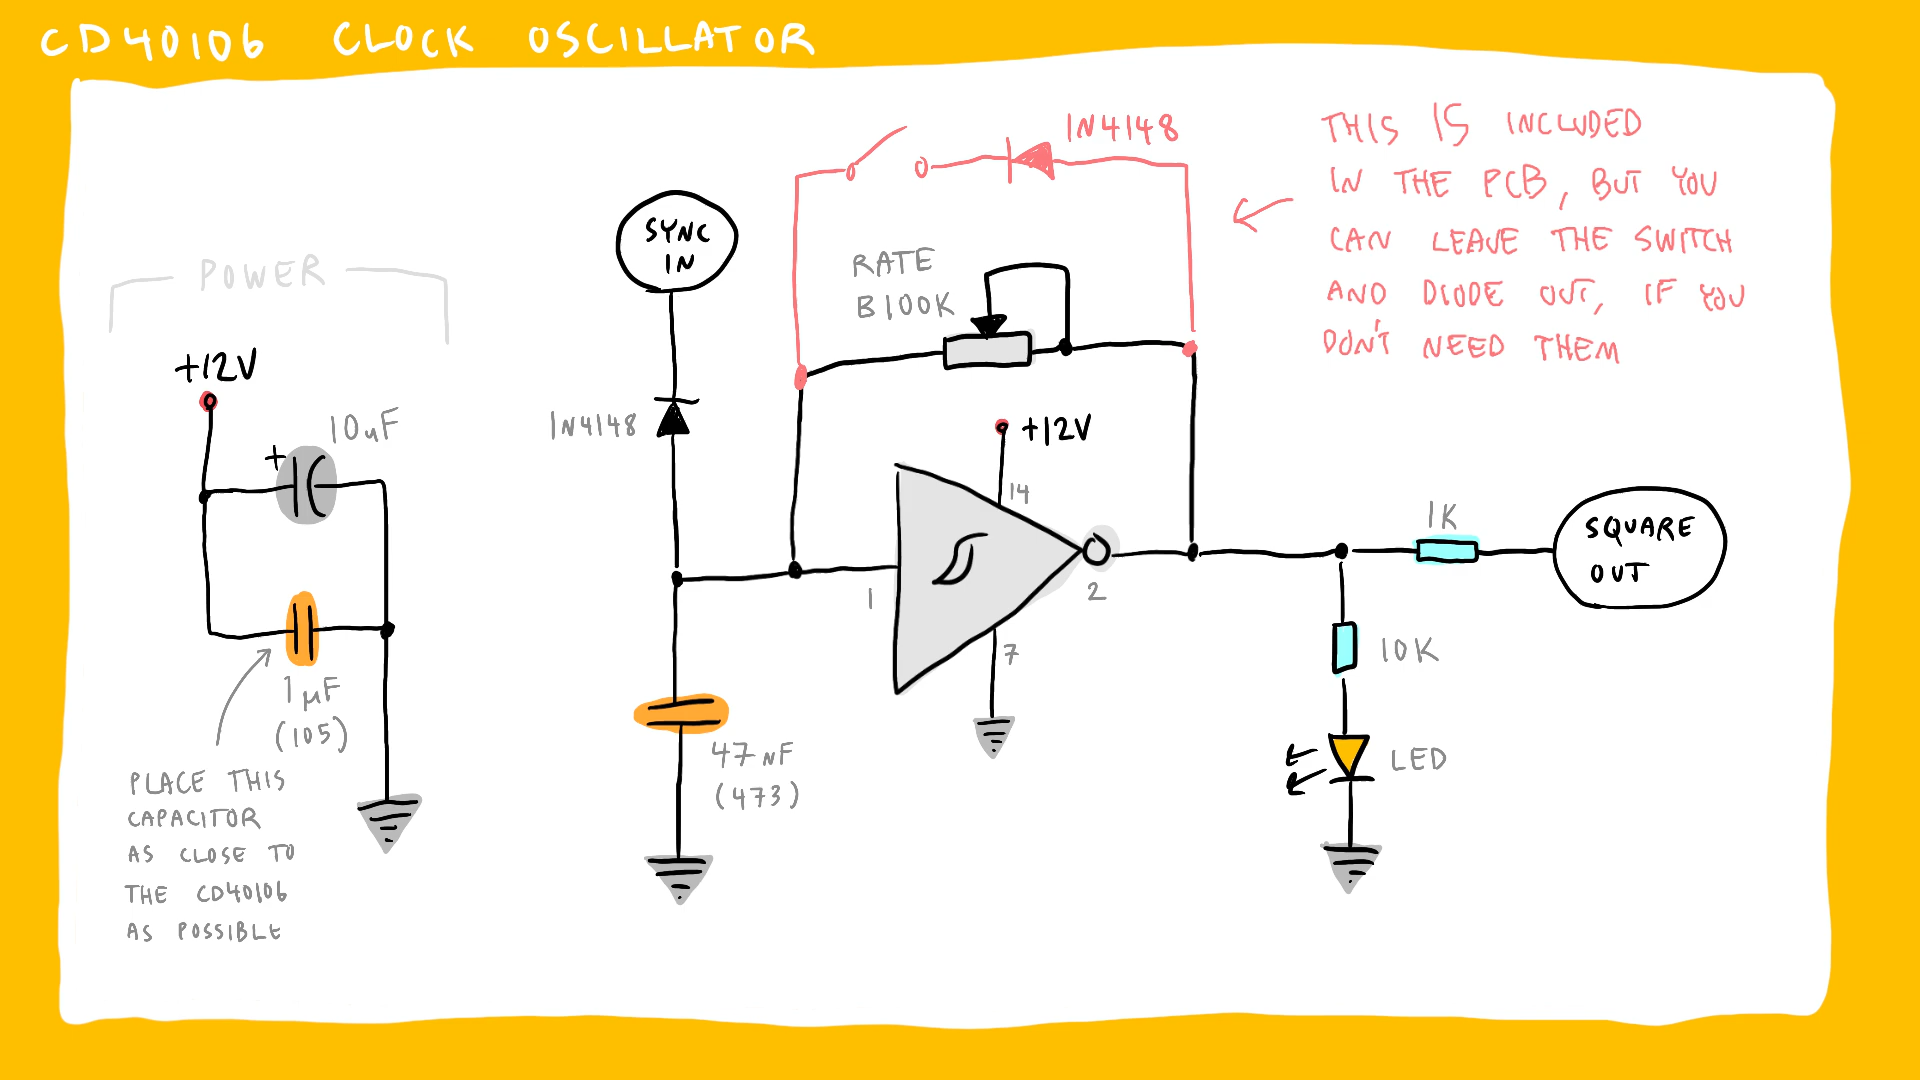 CD40106 CLOCK OSCILLATOR
POWER
+12V
10uF
+
1µF
(105)
PLACE THIS
CAPACITOR
AS CLOSE TO
THE CD40106
AS POSSIBLE
SYNC
IN
1N4148
47nF
(473)
1N4148
RATE
B100K
+12V
14
1
2
7
1K
SQUARE
OUT
10K
LED
THIS IS INCLUDED
IN THE PCB, BUT YOU
CAN LEAVE THE SWITCH
AND DIODE OUT, IF YOU
DON'T NEED THEM